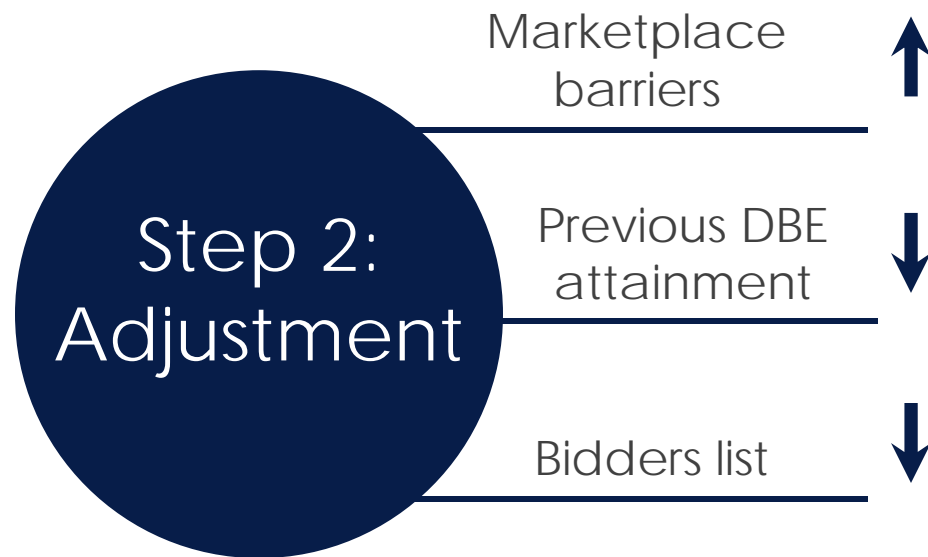 Marketplace
barriers
Step 2:
Adjustment
Previous DBE
attainment
Bidders list